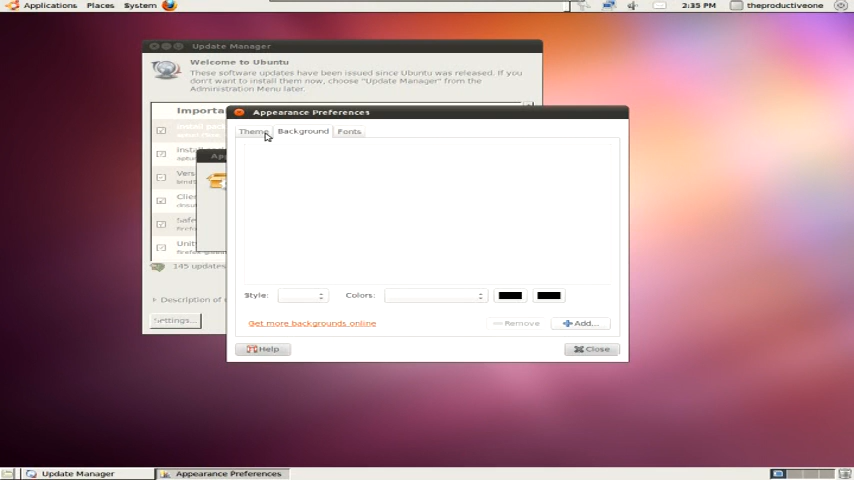 Applications Places System 2:35 PM theproductiveone
Update Manager
Welcome to Ubuntu
These software updates have been issued since Ubuntu was released. If you
don't want to install them now, choose "Update Manager" from the
Administration Menu later.
Importa
Appearance Preferences
Theme Background Fonts
Vers
Clie
Safe
Unit
145 updates
Style: Colors:
Description of
Get more backgrounds online Remove Add...
Settings...
Help Close
Update Manager Appearance Preferences